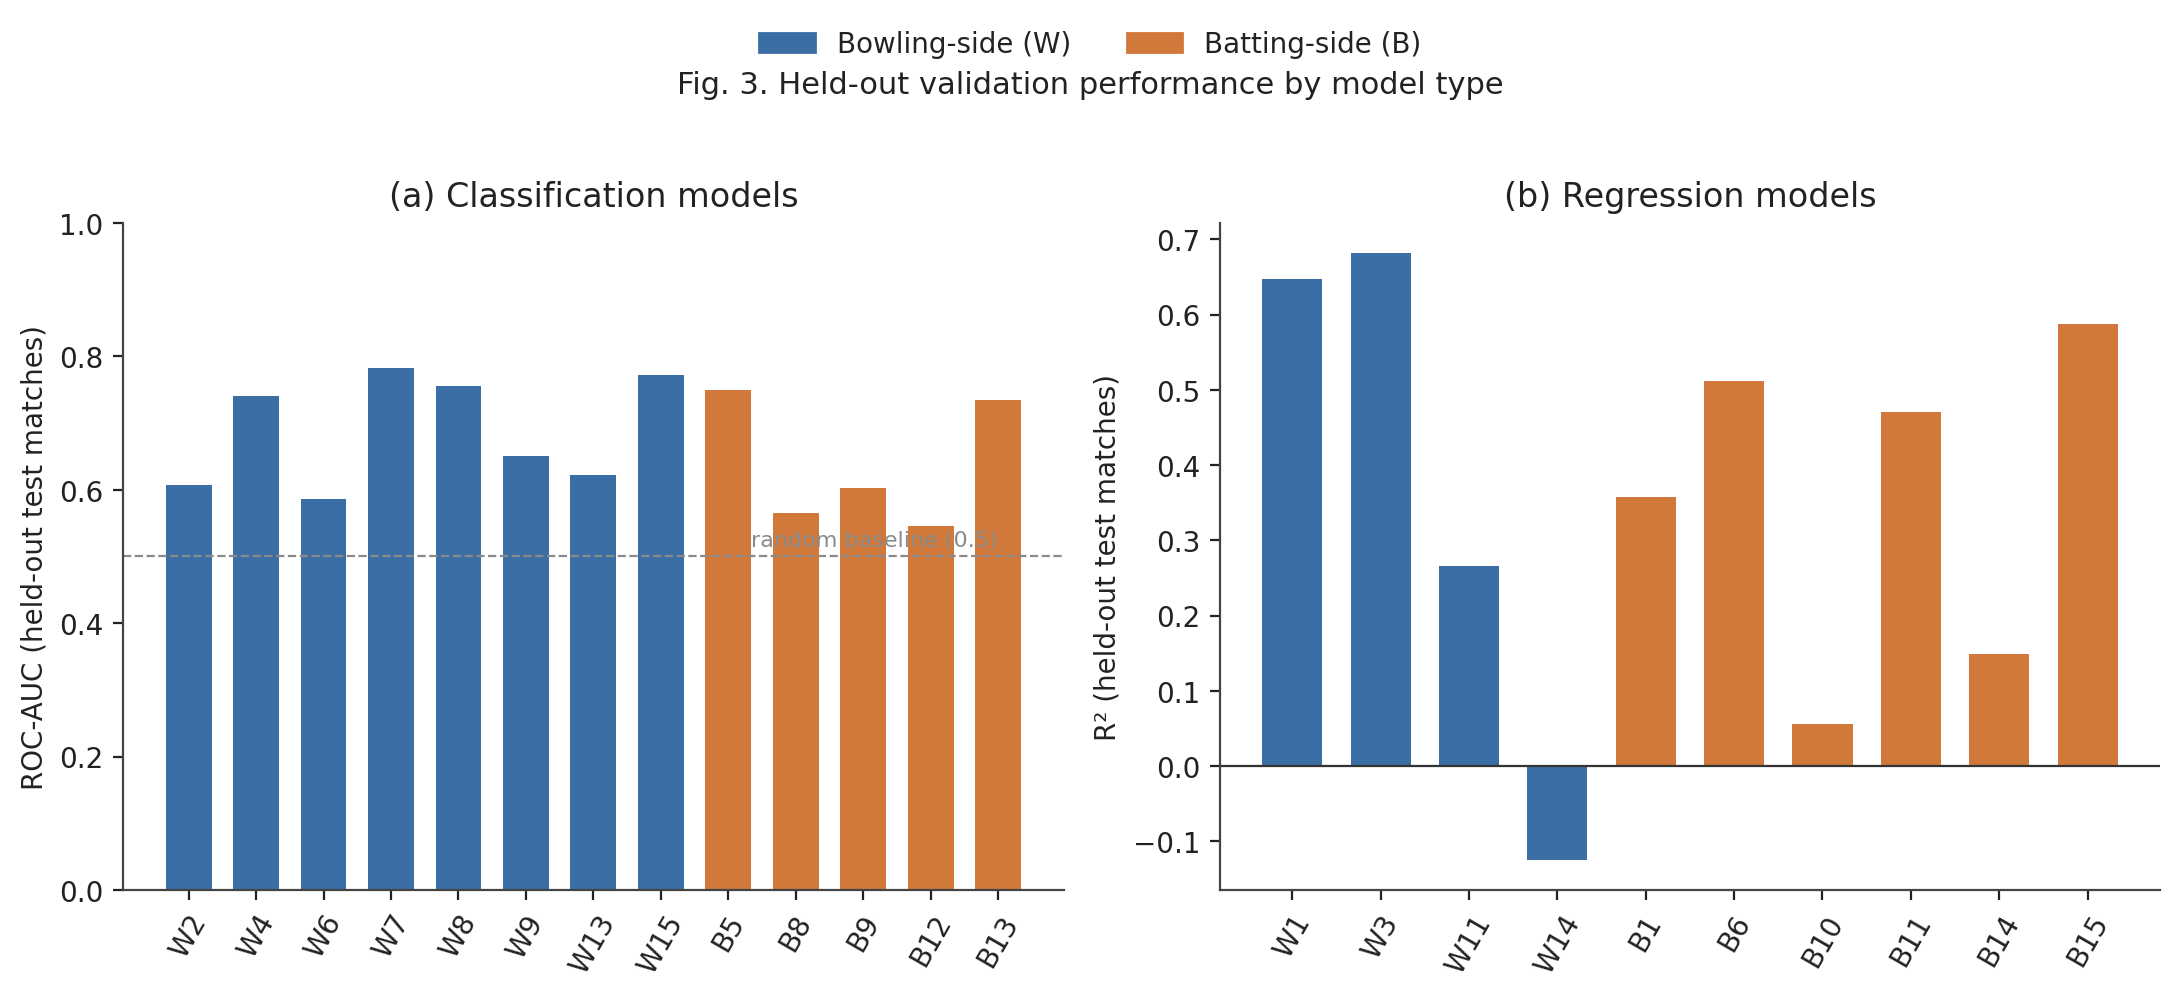 Bowling-side (W) Batting-side (B)
Fig. 3. Held-out validation performance by model type
(a) Classification models
ROC-AUC (held-out test matches)
1.0
0.8
0.6
0.4
0.2
0.0
random baseline (0.5)
W2 W4 W6 W7 W8 W9 W13 W15 B5 B8 B9 B12 B13
(b) Regression models
R² (held-out test matches)
0.7
0.6
0.5
0.4
0.3
0.2
0.1
0.0
−0.1
W1 W3 W11 W14 B1 B6 B10 B11 B14 B15